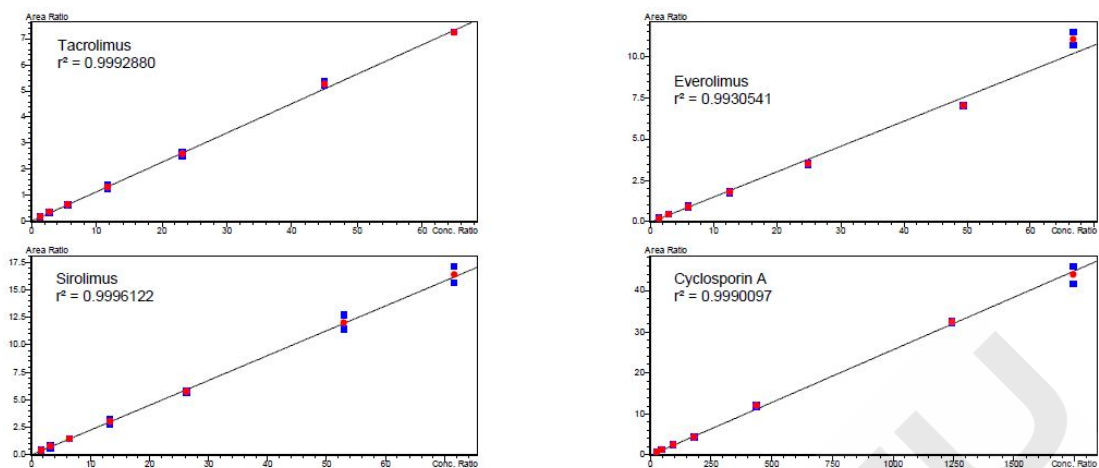 Area Ratio
Tacrolimus
r² = 0.9992880
7
6
5
4
3
2
1
0
0 10 20 30 40 50 60 Conc. Ratio
Area Ratio
Everolimus
r² = 0.9930541
10.0
7.5
5.0
2.5
0.0
0 10 20 30 40 50 60 Conc. Ratio
Area Ratio
Sirolimus
r² = 0.9996122
17.5
15.0
12.5
10.0
7.5
5.0
2.5
0.0
0 10 20 30 40 50 60 Conc. Ratio
Area Ratio
Cyclosporin A
r² = 0.9990097
40
30
20
10
0
0 250 500 750 1000 1250 1500 Conc. Ratio